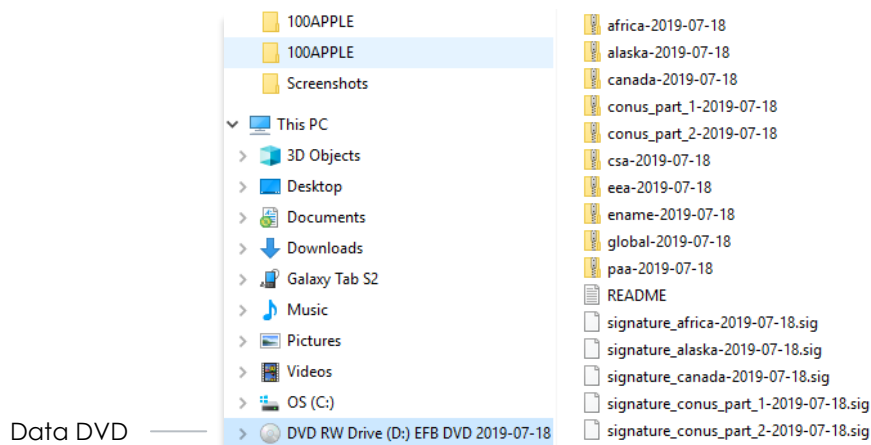 100APPLE
100APPLE
Screenshots
This PC
3D Objects
Desktop
Documents
Downloads
Galaxy Tab S2
Music
Pictures
Videos
OS (C:)
DVD RW Drive (D:) EFB DVD 2019-07-18
Data DVD
africa-2019-07-18
alaska-2019-07-18
canada-2019-07-18
conus_part_1-2019-07-18
conus_part_2-2019-07-18
csa-2019-07-18
eea-2019-07-18
ename-2019-07-18
global-2019-07-18
paa-2019-07-18
README
signature_africa-2019-07-18.sig
signature_alaska-2019-07-18.sig
signature_canada-2019-07-18.sig
signature_conus_part_1-2019-07-18.sig
signature_conus_part_2-2019-07-18.sig